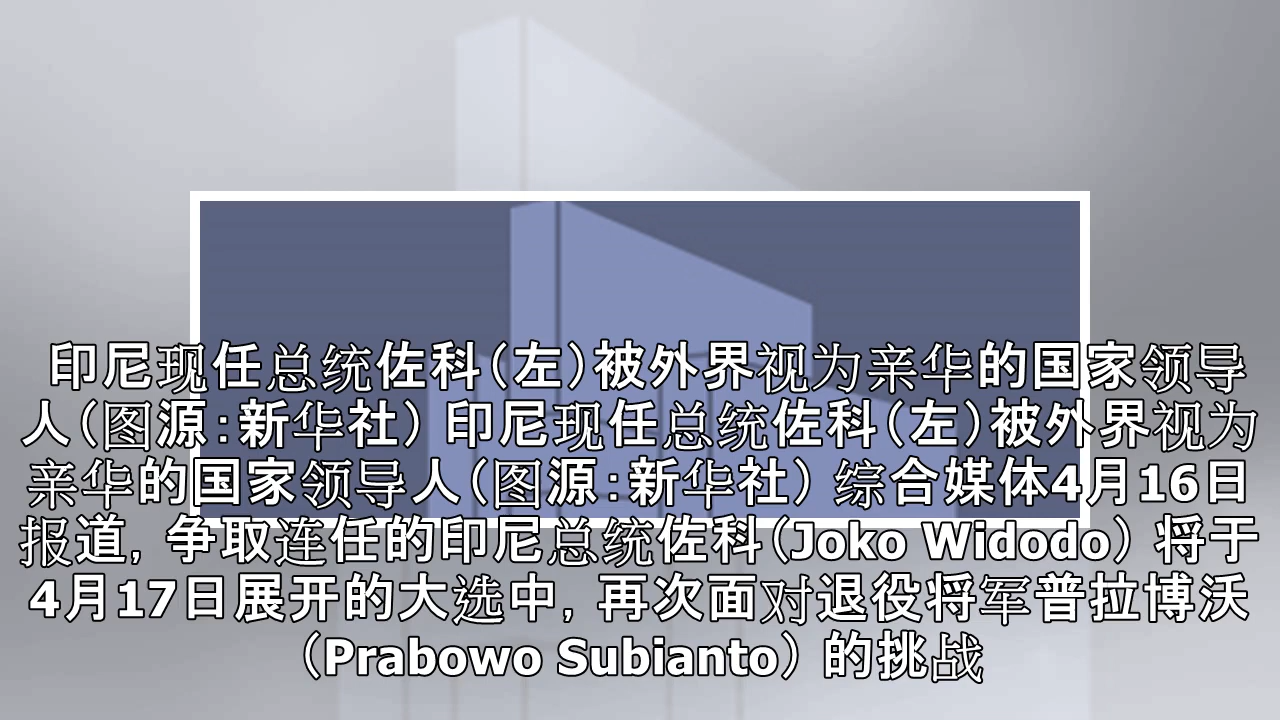 印尼现任总统佐科(左)被外界视为亲华的国家领导
人(图源:新华社) 印尼现任总统佐科(左)被外界视为
亲华的国家领导人(图源:新华社) 综合媒体4月16日
报道, 争取连任的印尼总统佐科(Joko Widodo) 将于
4月17日展开的大选中, 再次面对退役将军普拉博沃
(Prabowo Subianto) 的挑战